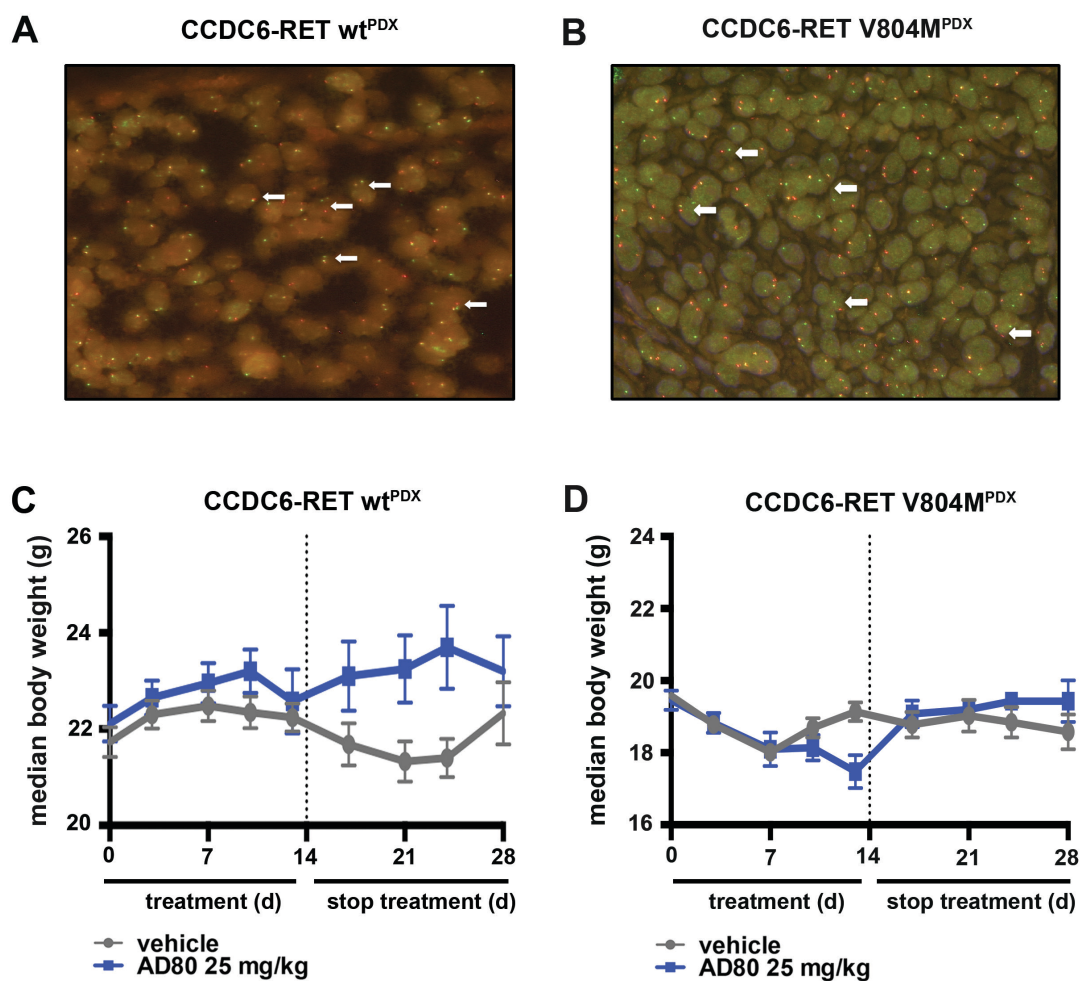 A
CCDC6-RET wtPDX
B
CCDC6-RET V804MPDX
C
CCDC6-RET wtPDX
median body weight (g)
26
24
22
20
0
7
14
21
28
treatment (d)
stop treatment (d)
vehicle
AD80 25 mg/kg
D
CCDC6-RET V804MPDX
median body weight (g)
24
22
20
18
16
0
7
14
21
28
treatment (d)
stop treatment (d)
vehicle
AD80 25 mg/kg